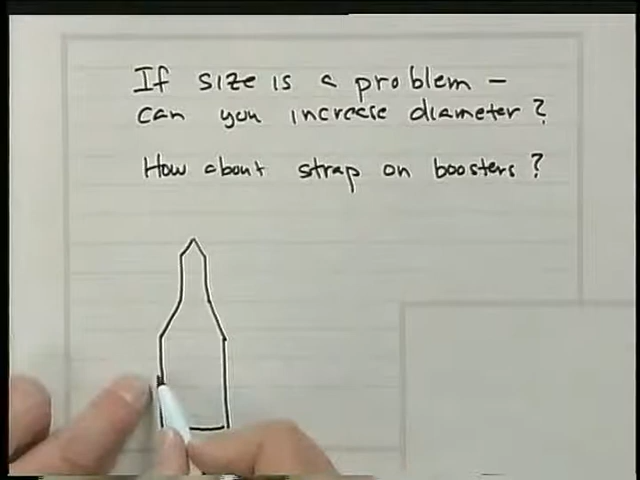 If size is a problem -
can you increase diameter?
How about strap on boosters?